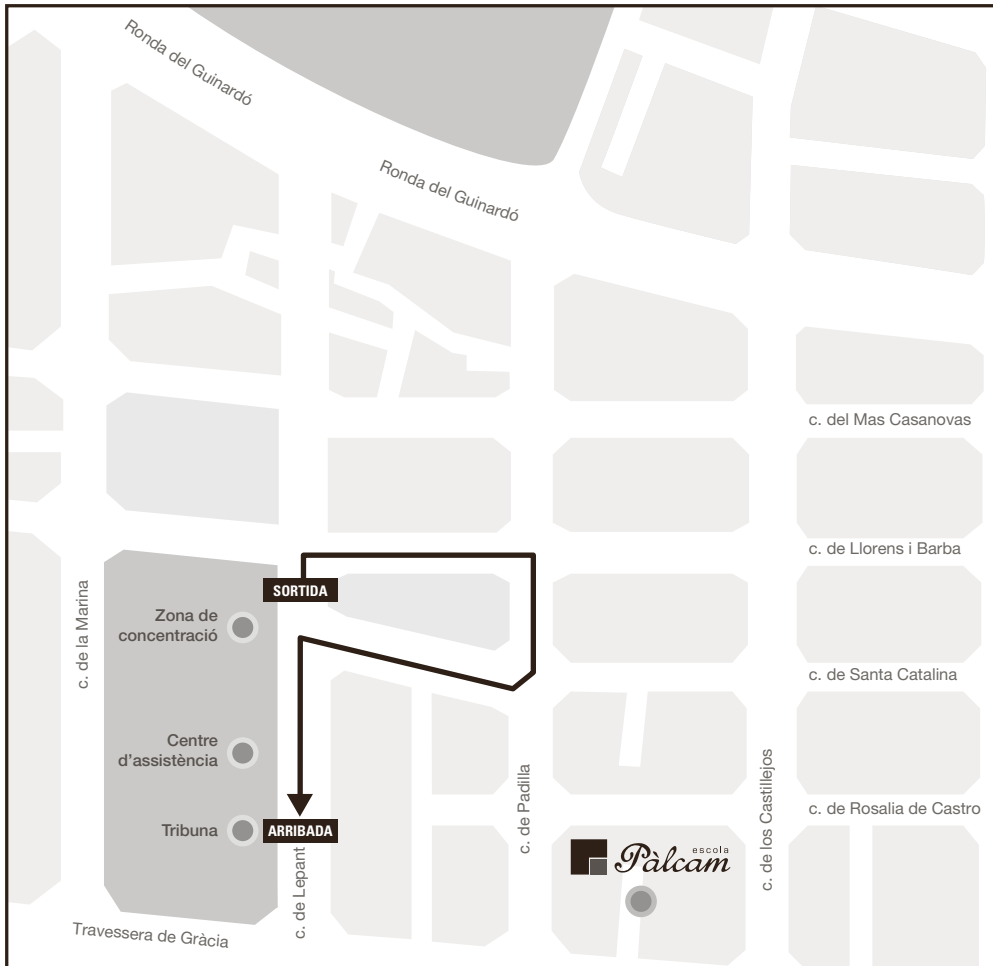 Ronda del Guinardó
Ronda del Guinardó
c. del Mas Casanovas
c. de Llorens i Barba
SORTIDA
c. de la Marina
Zona de
concentració
c. de Santa Catalina
Centre
d'assistència
c. de Padilla
c. de los Castillejos
c. de Rosalia de Castro
Tribuna
ARRIBADA
c. de Lepant
escola
Pàlcam
Travessera de Gràcia